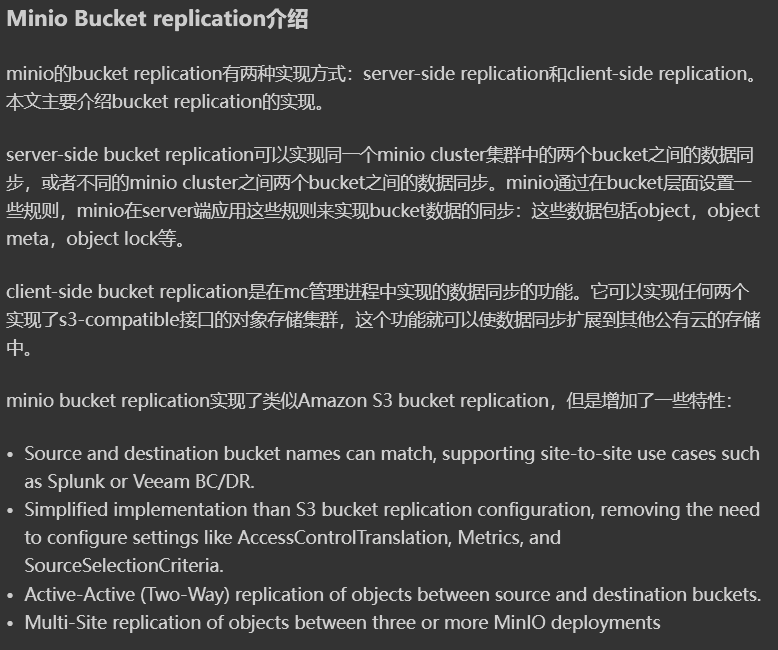 Minio Bucket replication介绍
minio的bucket replication有两种实现方式：server-side replication和client-side replication。
本文主要介绍bucket replication的实现。
server-side bucket replication可以实现同一个minio cluster集群中的两个bucket之间的数据同
步，或者不同的minio cluster之间两个bucket之间的数据同步。minio通过在bucket层面设置一
些规则，minio在server端应用这些规则来实现bucket数据的同步：这些数据包括object，object
meta，object lock等。
client-side bucket replication是在mc管理进程中实现的数据同步的功能。它可以实现任何两个
实现了s3-compatible接口的对象存储集群，这个功能就可以使数据同步扩展到其他公有云的存储
中。
minio bucket replication实现了类似Amazon S3 bucket replication，但是增加了一些特性：
• Source and destination bucket names can match, supporting site-to-site use cases such
as Splunk or Veeam BC/DR.
• Simplified implementation than S3 bucket replication configuration, removing the need
to configure settings like AccessControlTranslation, Metrics, and
SourceSelectionCriteria.
• Active-Active (Two-Way) replication of objects between source and destination buckets.
• Multi-Site replication of objects between three or more MinIO deployments